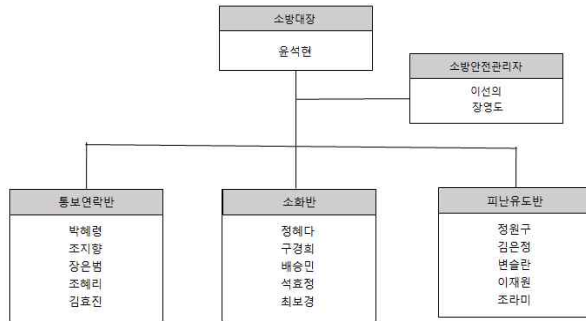 소방대장
윤석현
소방안전관리자
이선의
장영도
통보연락반
박혜령
조지향
장은범
조혜리
김효진
소화반
정혜다
구경희
배승민
석효정
최보경
피난유도반
정원구
김은정
변슬란
이재원
조라미